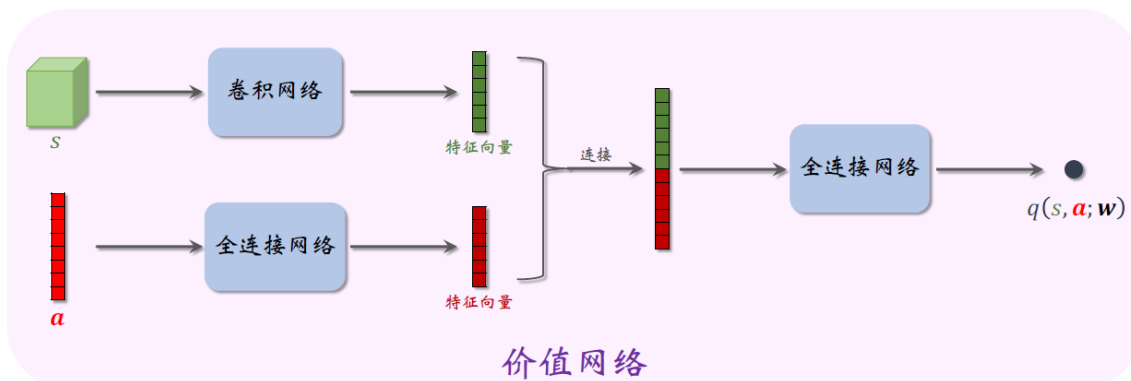 卷积网络
s
特征向量
连接
全连接网络
q(s, a; w)
全连接网络
a
特征向量
价值网络